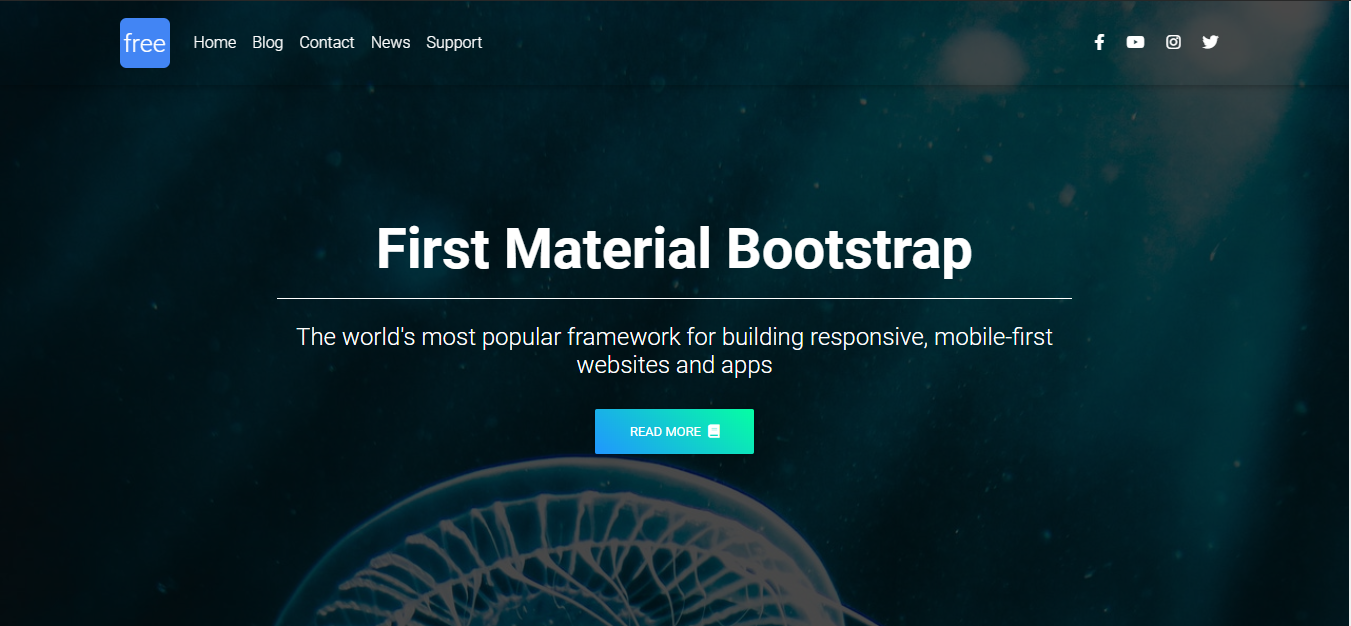 free Home Blog Contact News Support
First Material Bootstrap
The world's most popular framework for building responsive, mobile-first
websites and apps
READ MORE